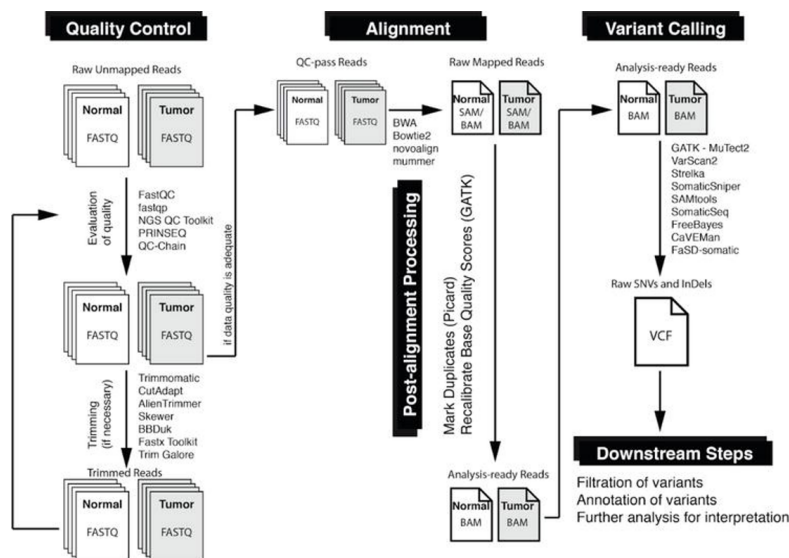 Quality Control
Raw Unmapped Reads
Normal
FASTQ
Tumor
FASTQ
Evaluation
of quality
FastQC
fastqp
NGS QC Toolkit
PRINSEQ
QC-Chain
Normal
FASTQ
Tumor
FASTQ
if data quality is adequate
Trimming
(if necessary)
Trimmomatic
CutAdapt
AlienTrimmer
Skewer
BBDuk
Fastx Toolkit
Trim Galore
Trimmed Reads
Normal
FASTQ
Tumor
FASTQ
Alignment
QC-pass Reads
Normal
FASTQ
Tumor
FASTQ
BWA
Bowtie2
novoalign
mummer
Raw Mapped Reads
Normal
SAM/
BAM
Tumor
SAM/
BAM
Post-alignment Processing
Mark Duplicates (Picard)
Recalibrate Base Quality Scores (GATK)
Analysis-ready Reads
Normal
BAM
Tumor
BAM
Variant Calling
Analysis-ready Reads
Normal
BAM
Tumor
BAM
GATK - MuTect2
VarScan2
Strelka
SomaticSniper
SAMtools
SomaticSeq
FreeBayes
CaVEMan
FaSD-somatic
Raw SNVs and InDels
VCF
Downstream Steps
Filtration of variants
Annotation of variants
Further analysis for interpretation